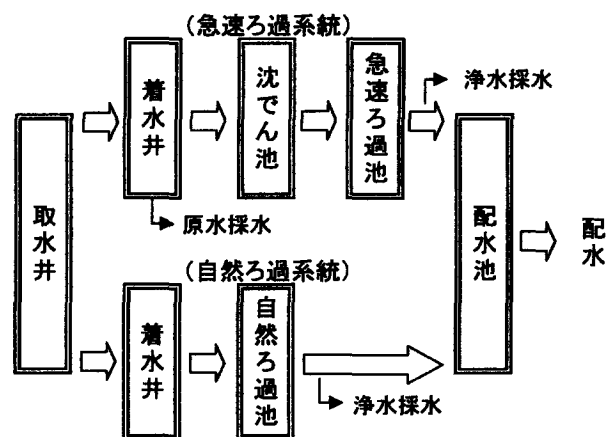 （急速ろ過系統）
取水井
着水井
沈でん池
急速ろ過池
浄水採水
原水採水
配水池
配水
（自然ろ過系統）
着水井
自然ろ過池
浄水採水